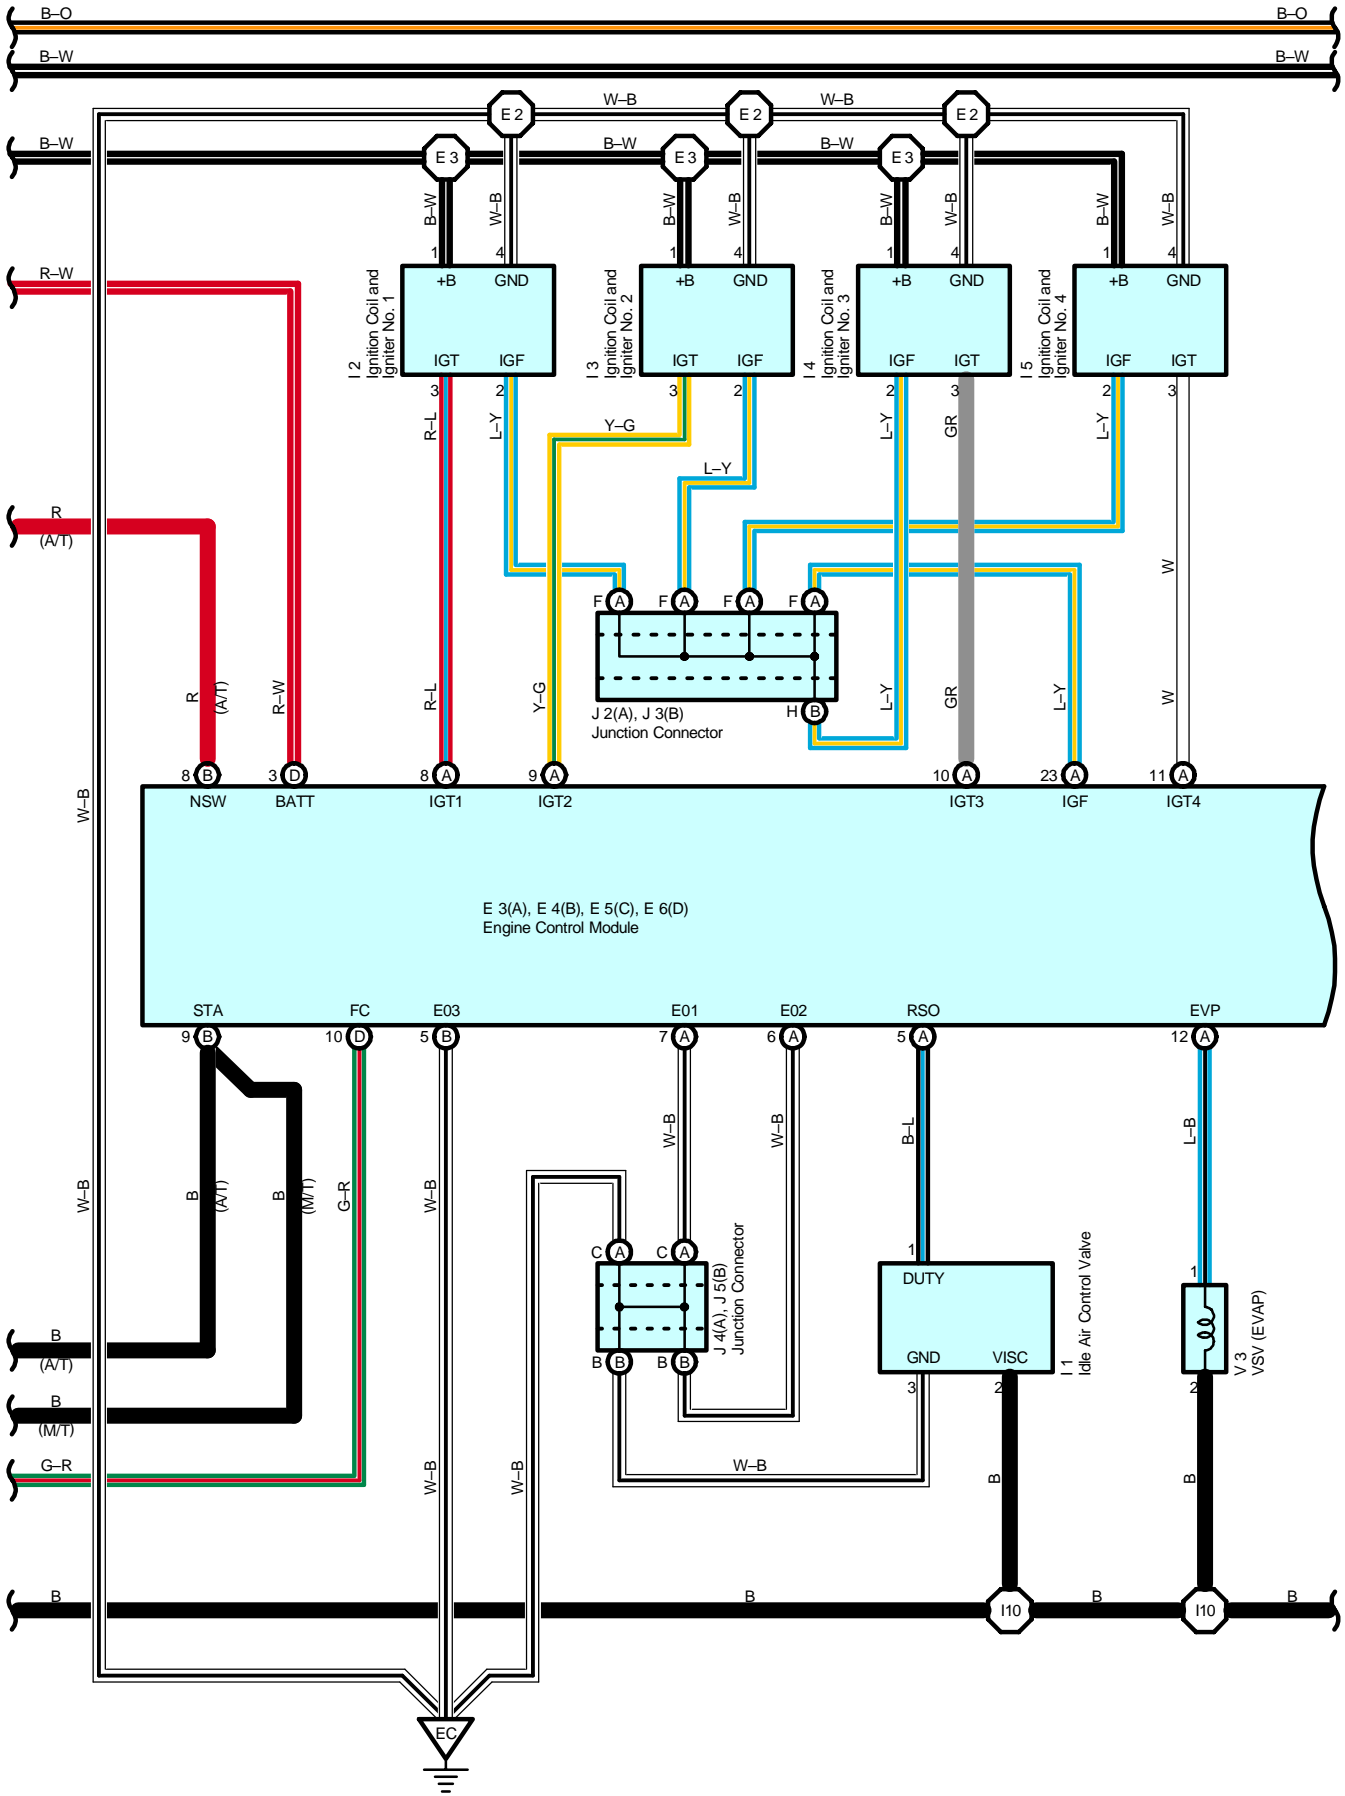 B–O B–O
B–W B–W
W–B W–B
E 2 E 2 E 2
B–W B–W B–W
E 3 E 3 E 3
B–W W–B B–W W–B B–W W–B B–W W–B
1 4 1 4 1 4 1 4
R–W
+B GND +B GND +B GND +B GND
I 2
Ignition Coil and
Igniter No. 1
I 3
Ignition Coil and
Igniter No. 2
I 4
Ignition Coil and
Igniter No. 3
I 5
Ignition Coil and
Igniter No. 4
IGT IGF IGT IGF IGF IGT IGF IGT
3 2 3 2 2 3 2 3
R–L L–Y Y–G L–Y GR L–Y
L–Y
R
(A/T)
W
F A F A F A F A
R
(A/T)
R–W R–L Y–G L–Y GR L–Y W
H B
J 2(A), J 3(B)
Junction Connector
8 B 3 D 8 A 9 A 10 A 23 A 11 A
NSW BATT IGT1 IGT2 IGT3 IGF IGT4
W–B
E 3(A), E 4(B), E 5(C), E 6(D)
Engine Control Module
STA FC E03 E01 E02 RSO EVP
9 B 10 D 5 B 7 A 6 A 5 A 12 A
W–B W–B B–L L–B
W–B
B
(A/T)
B
(M/T)
G–R W–B
C A C A
J 4(A), J 5(B)
Junction Connector
1
DUTY
I 1
Idle Air Control Valve
1
B
(A/T)
B B B B
GND VISC
3 2
V 3
VSV (EVAP)
2
B
(M/T)
G–R
W–B W–B W–B B B
B B B B
I10 I10
EC